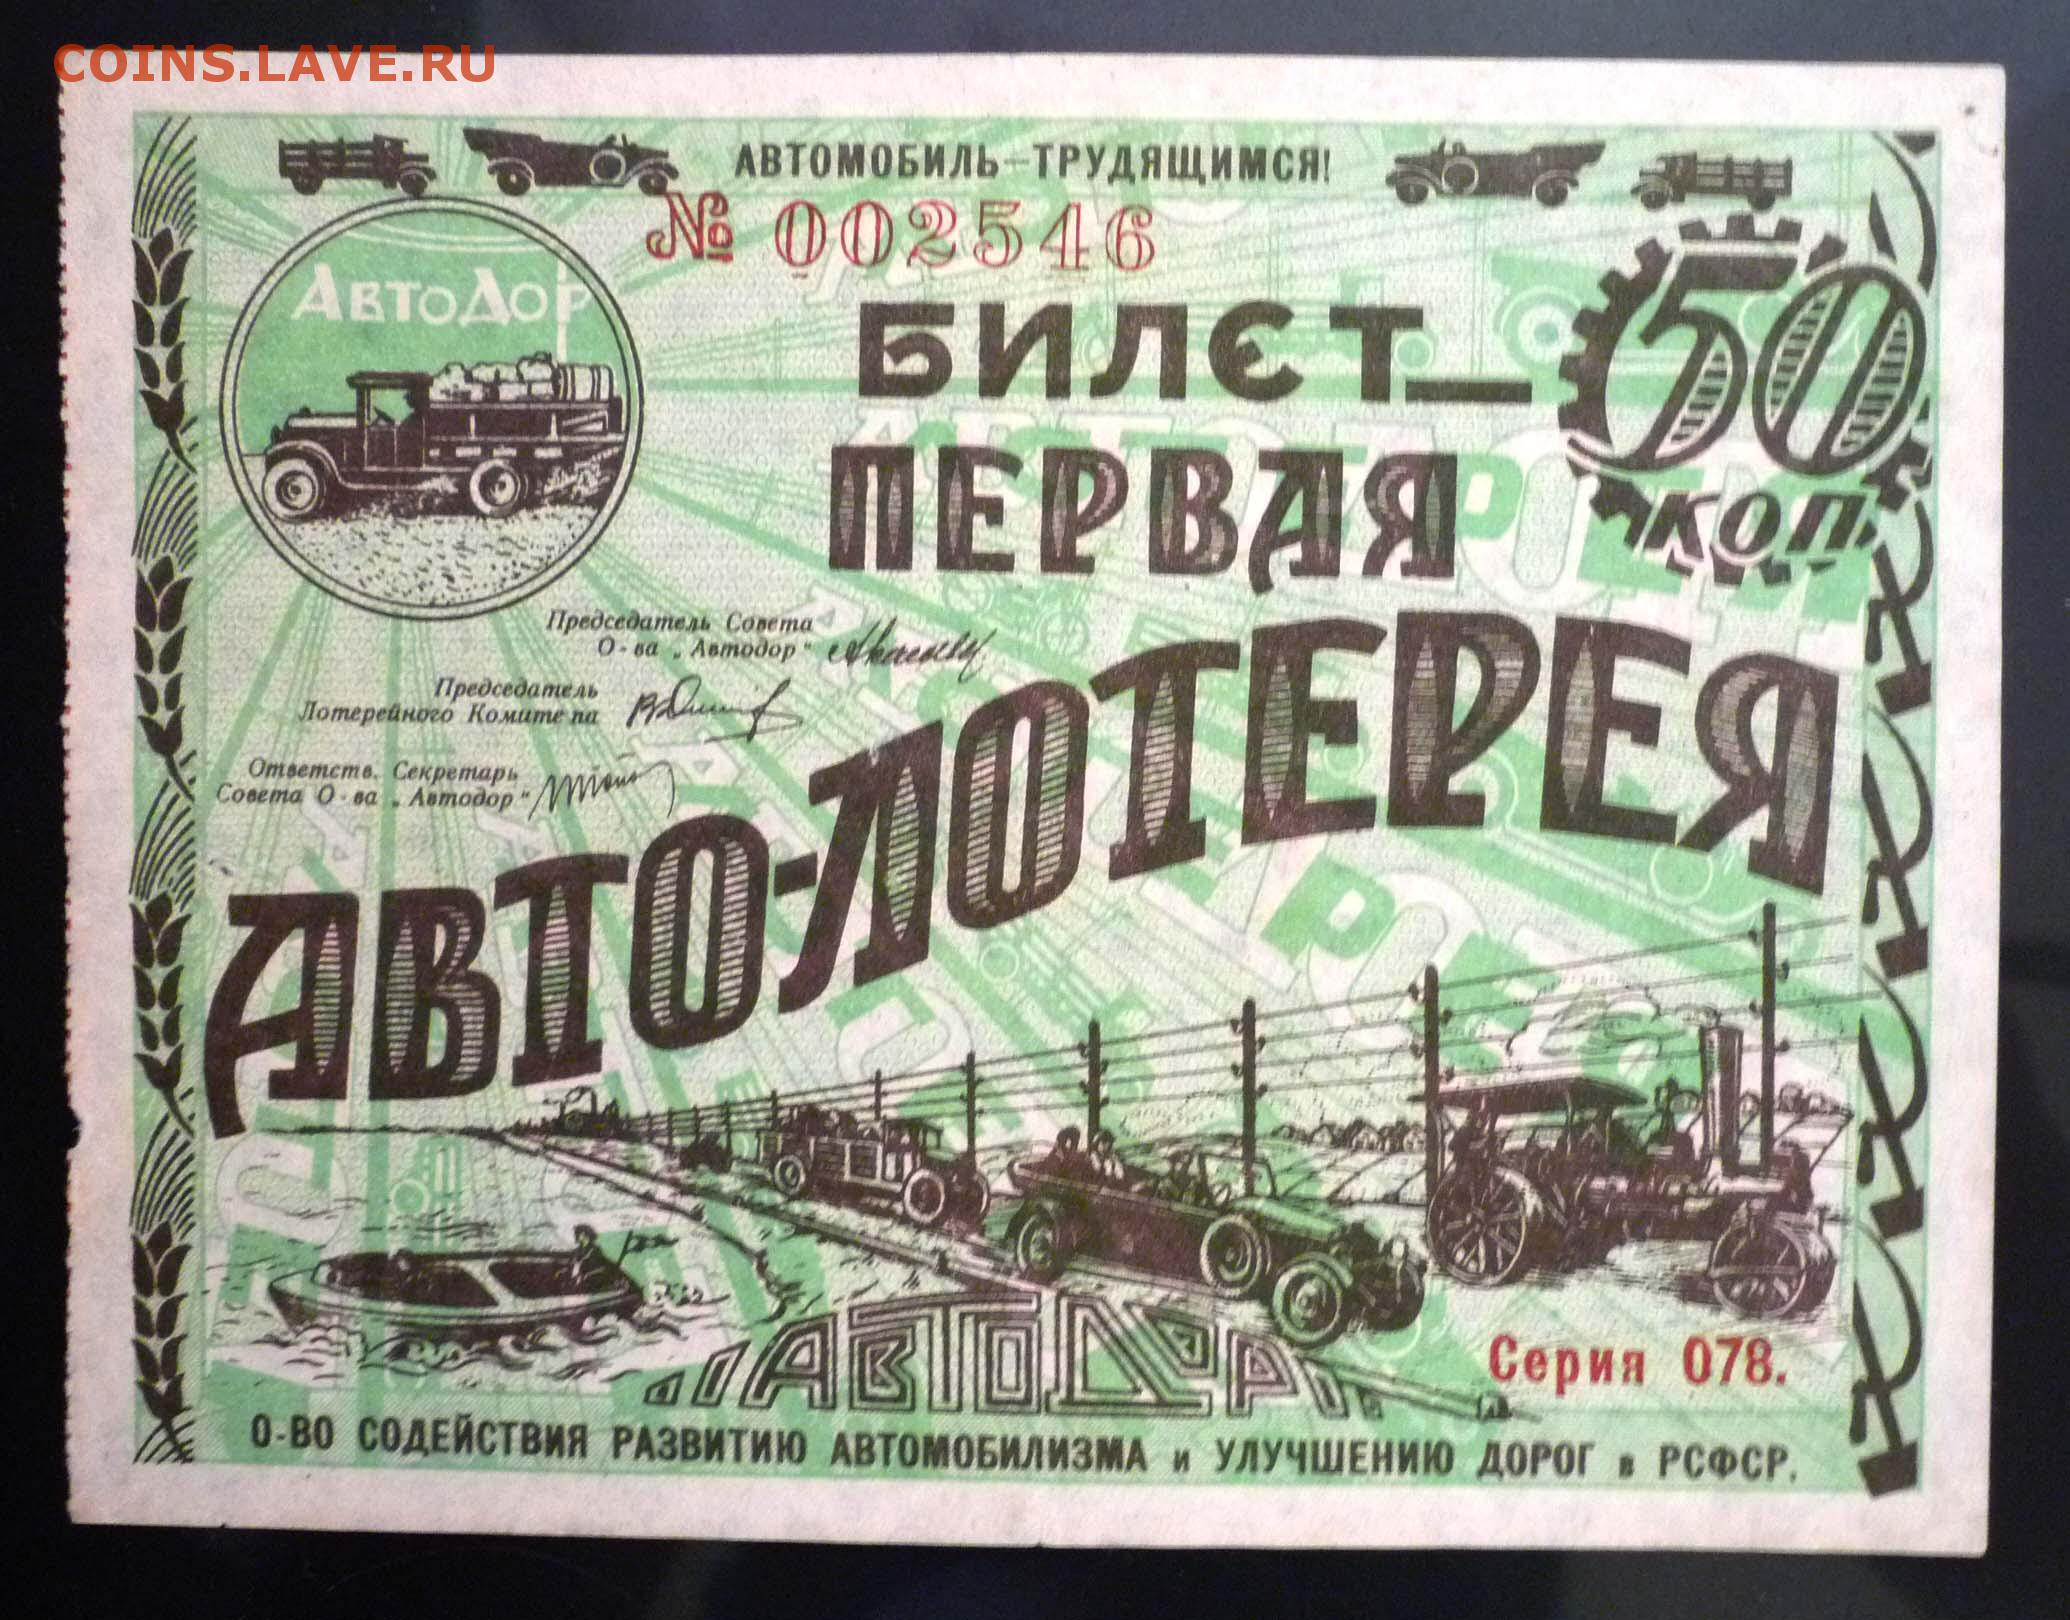 COINS.LAVE.RU
АВТОМОБИЛЬ-ТРУДЯЩИМСЯ!
№ 002546
АвтоДор
БИЛЕТ
50
коп.
ПЕРВАЯ
АВТО-ЛОТЕРЕЯ
Председатель Совета
О-ва „Автодор"
Председатель
Лотерейного Комитета
Ответств. Секретарь
Совета О-ва „Автодор"
Серия 078.
АВТОДОР
О-ВО СОДЕЙСТВИЯ РАЗВИТИЮ АВТОМОБИЛИЗМА и УЛУЧШЕНИЮ ДОРОГ в РСФСР.